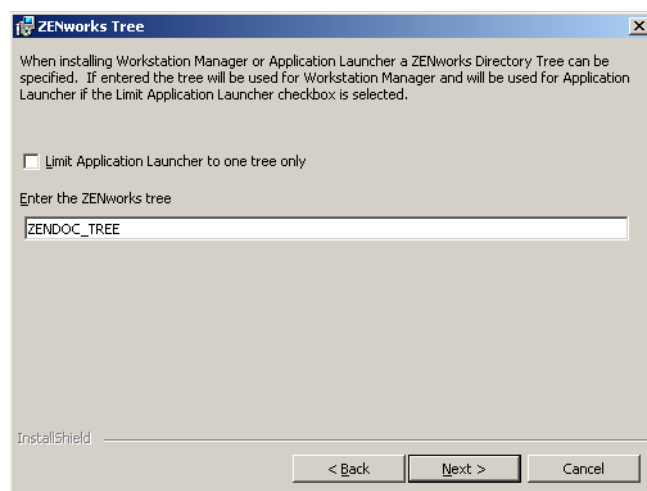 ZENworks Tree
When installing Workstation Manager or Application Launcher a ZENworks Directory Tree can be
specified. If entered the tree will be used for Workstation Manager and will be used for Application
Launcher if the Limit Application Launcher checkbox is selected.
Limit Application Launcher to one tree only
Enter the ZENworks tree
ZENDOC_TREE
InstallShield
< Back Next > Cancel